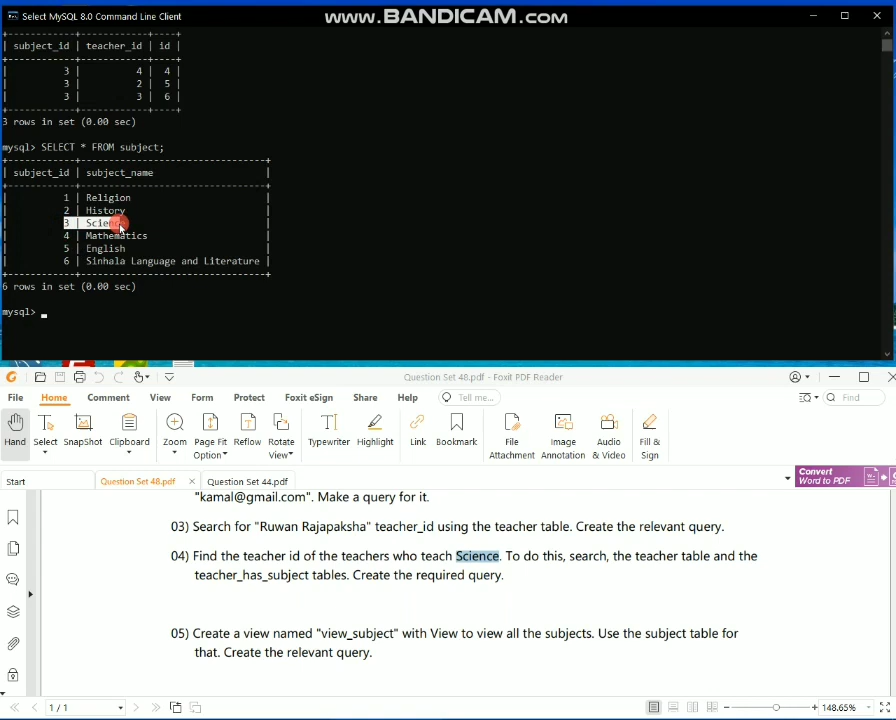 Select MySQL 8.0 Command Line Client
www.BANDICAM.com
| subject_id | teacher_id | id |
| 3 | 4 | 4 |
| 3 | 2 | 5 |
| 3 | 3 | 6 |
3 rows in set (0.00 sec)
mysql> SELECT * FROM subject;
| subject_id | subject_name |
| 1 | Religion |
| 2 | History |
| 3 | Science |
| 4 | Mathematics |
| 5 | English |
| 6 | Sinhala Language and Literature |
6 rows in set (0.00 sec)
mysql>
Question Set 48.pdf - Foxit PDF Reader
File Home Comment View Form Protect Foxit eSign Share Help Tell me... Find
Hand Select SnapShot Clipboard Zoom Page Fit Option Reflow Rotate View Typewriter Highlight Link Bookmark File Attachment Image Annotation Audio & Video Fill & Sign
Start Question Set 48.pdf Question Set 44.pdf
Convert
Word to PDF
"kamal@gmail.com". Make a query for it.
03) Search for "Ruwan Rajapaksha" teacher_id using the teacher table. Create the relevant query.
04) Find the teacher id of the teachers who teach Science. To do this, search, the teacher table and the
teacher_has_subject tables. Create the required query.
05) Create a view named "view_subject" with View to view all the subjects. Use the subject table for
that. Create the relevant query.
1 / 1
148.65%